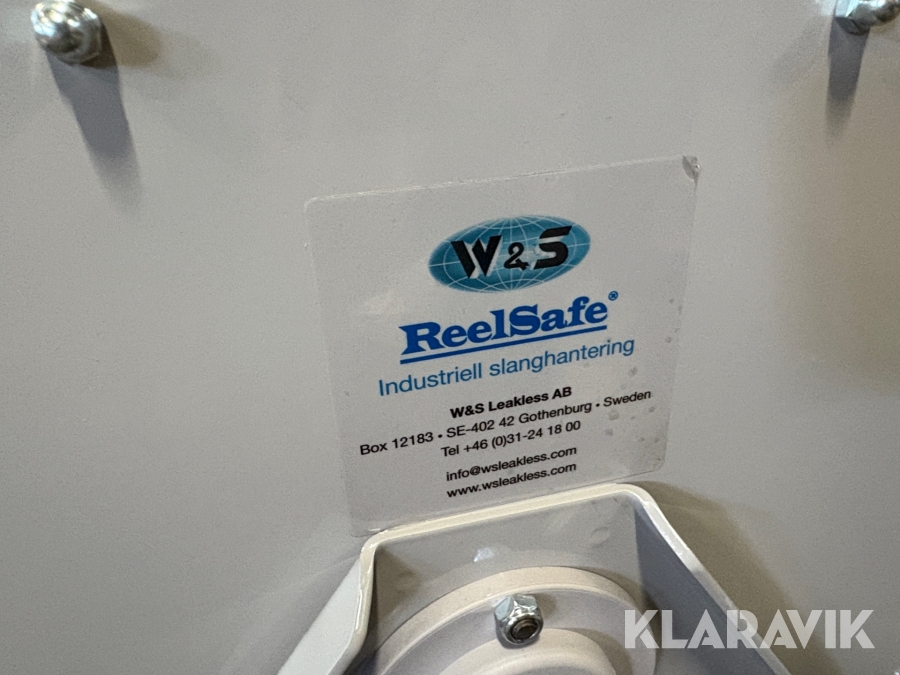 W&S
ReelSafe®
Industriell slanghantering
W&S Leakless AB
Box 12183 • SE-402 42 Gothenburg • Sweden
Tel +46 (0)31-24 18 00
info@wsleakless.com
www.wsleakless.com
KLARAVIK